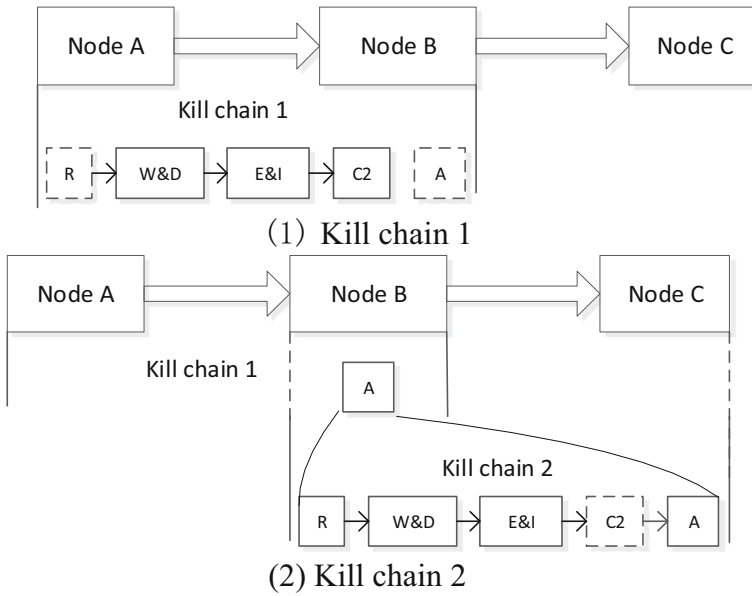 Node A Node B Node C
Kill chain 1
R W&D E&I C2 A
(1) Kill chain 1
Node A Node B Node C
Kill chain 1
A
Kill chain 2
R W&D E&I C2 A
(2) Kill chain 2